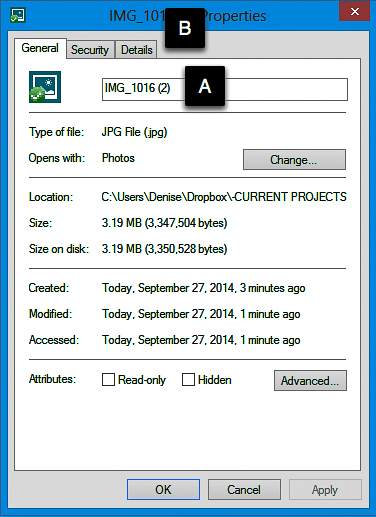 IMG_101 Properties
B
General Security Details
IMG_1016 (2)
A
Type of file: JPG File (.jpg)
Opens with: Photos Change...
Location: C:\Users\Denise\Dropbox\-CURRENT PROJECTS
Size: 3.19 MB (3,347,504 bytes)
Size on disk: 3.19 MB (3,350,528 bytes)
Created: Today, September 27, 2014, 3 minutes ago
Modified: Today, September 27, 2014, 1 minute ago
Accessed: Today, September 27, 2014, 1 minute ago
Attributes: Read-only Hidden Advanced...
OK Cancel Apply